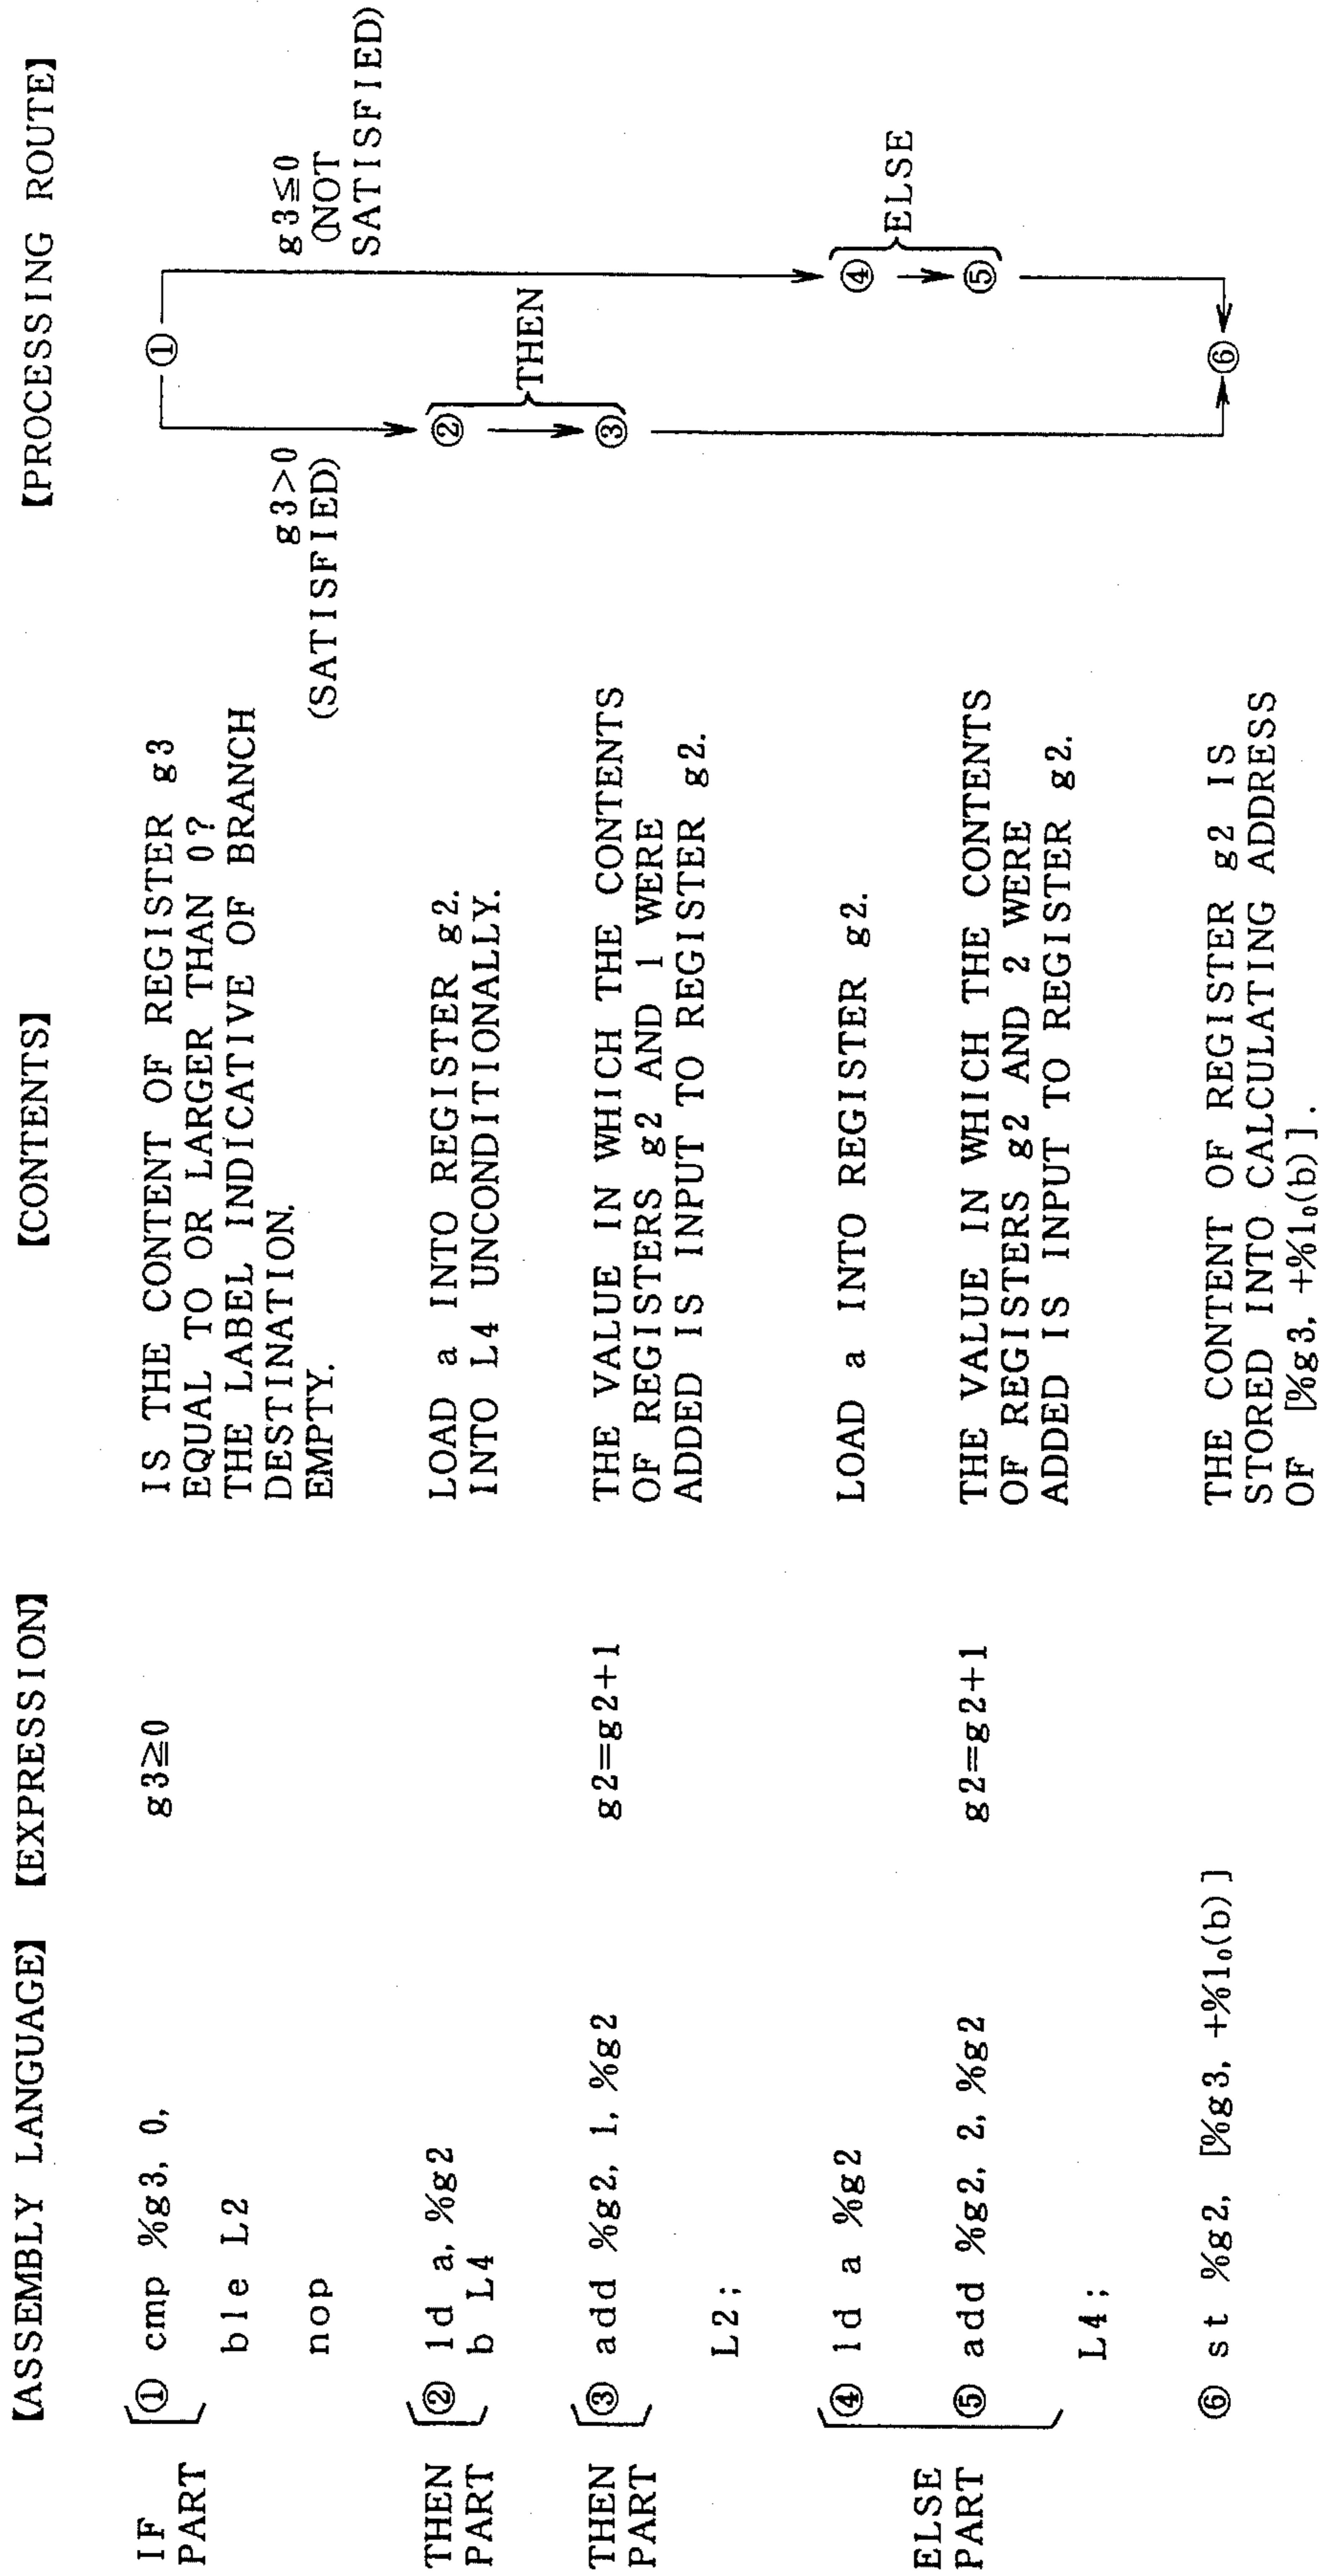 【ASSEMBLY LANGUAGE】 【EXPRESSION】 【CONTENTS】 【PROCESSING ROUTE】
IF
PART
① cmp %g3, 0,
ble L2
nop
g3≧0
IS THE CONTENT OF REGISTER g3
EQUAL TO OR LARGER THAN 0?
THE LABEL INDICATIVE OF BRANCH
DESTINATION.
EMPTY.
THEN
PART
② ld a, %g2
b L4
LOAD a INTO REGISTER g2.
INTO L4 UNCONDITIONALLY.
THEN
PART
③ add %g2, 1, %g2
g2=g2+1
THE VALUE IN WHICH THE CONTENTS
OF REGISTERS g2 AND 1 WERE
ADDED IS INPUT TO REGISTER g2.
L2;
ELSE
PART
④ ld a %g2
LOAD a INTO REGISTER g2.
⑤ add %g2, 2, %g2
g2=g2+1
THE VALUE IN WHICH THE CONTENTS
OF REGISTERS g2 AND 2 WERE
ADDED IS INPUT TO REGISTER g2.
L4;
⑥ st %g2, [%g3, +%1₀(b)]
THE CONTENT OF REGISTER g2 IS
STORED INTO CALCULATING ADDRESS
OF [%g3, +%1₀(b)].
①
g3>0
(SATISFIED)
g3≦0
(NOT
SATISFIED)
②
③
THEN
④
⑤
ELSE
⑥